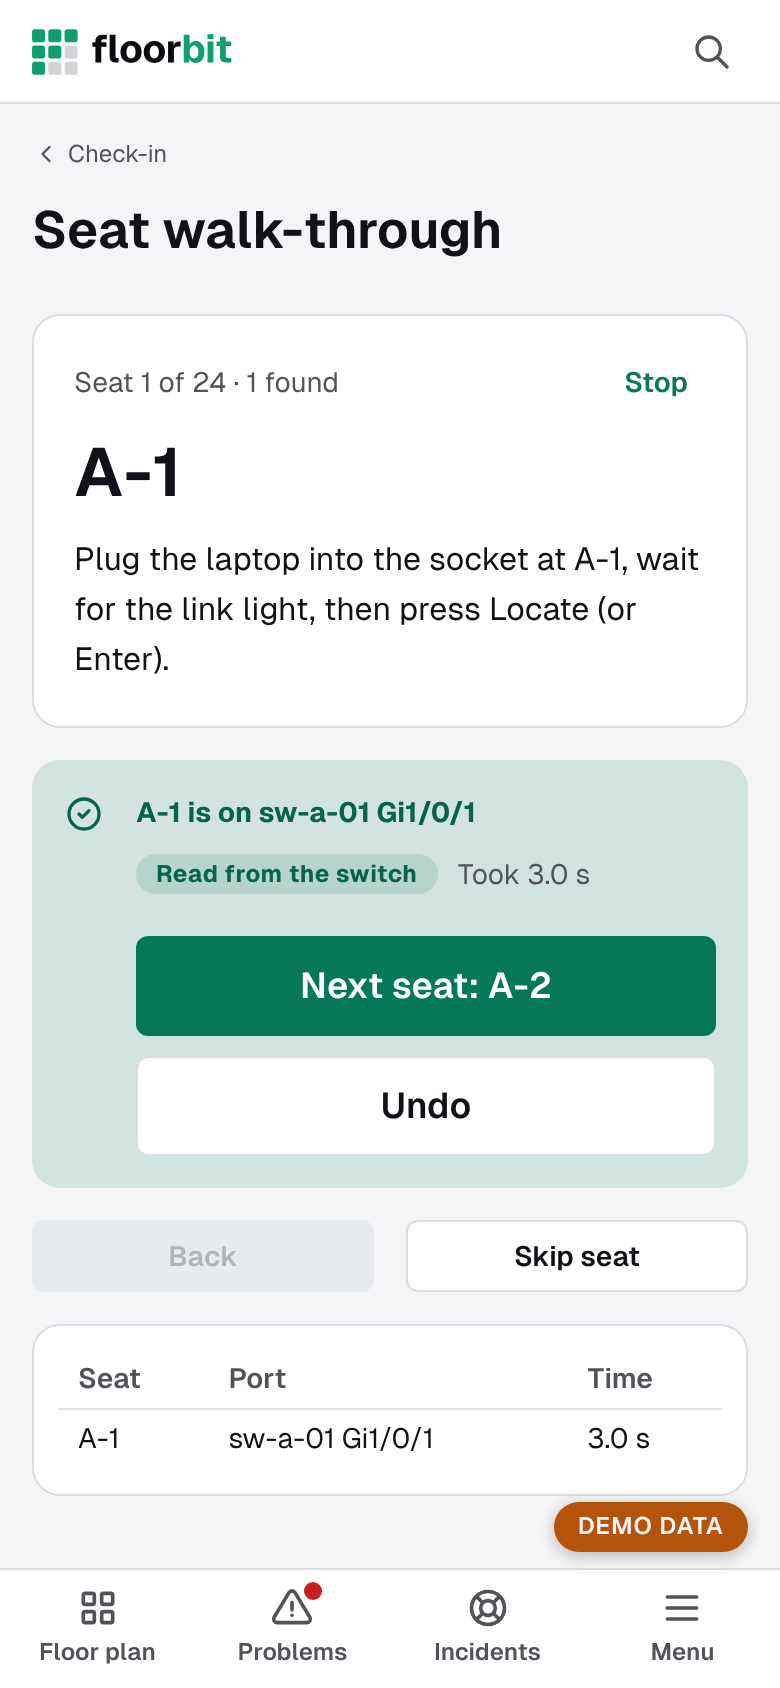 floorbit
Check-in
Seat walk-through
Seat 1 of 24 · 1 found
Stop
A-1
Plug the laptop into the socket at A-1, wait
for the link light, then press Locate (or
Enter).
A-1 is on sw-a-01 Gi1/0/1
Read from the switch
Took 3.0 s
Next seat: A-2
Undo
Back
Skip seat
Seat Port Time
A-1 sw-a-01 Gi1/0/1 3.0 s
DEMO DATA
Floor plan
Problems
Incidents
Menu